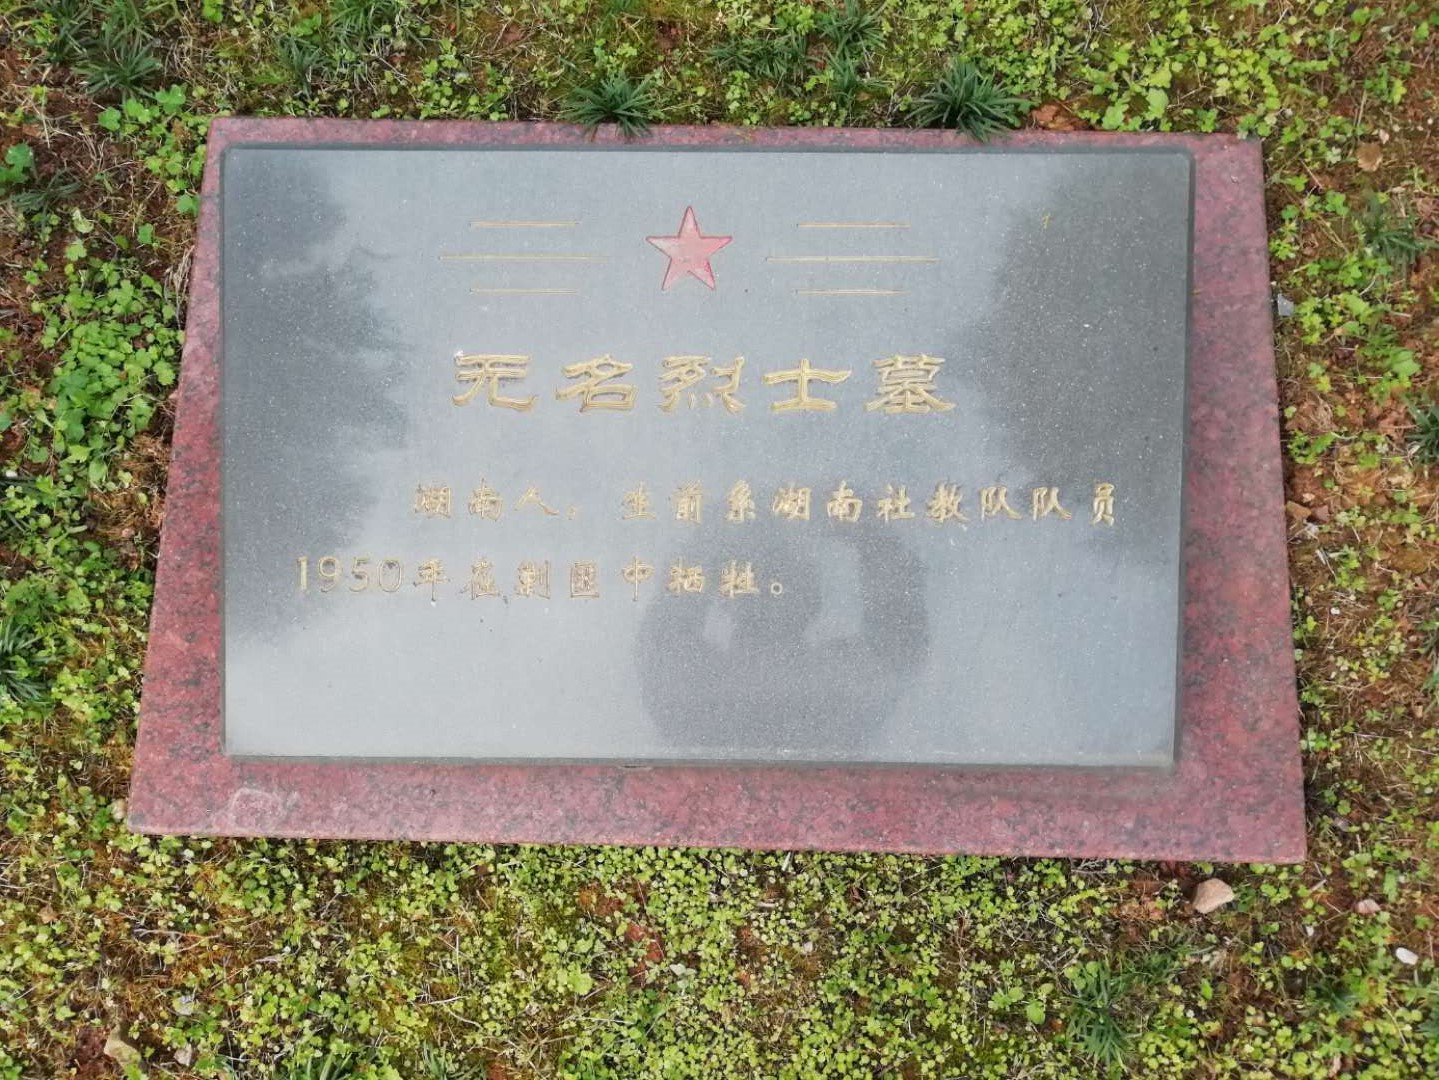 无名烈士墓
湖南人，生前系湖南社教队队员
1950年在剿匪中牺牲。